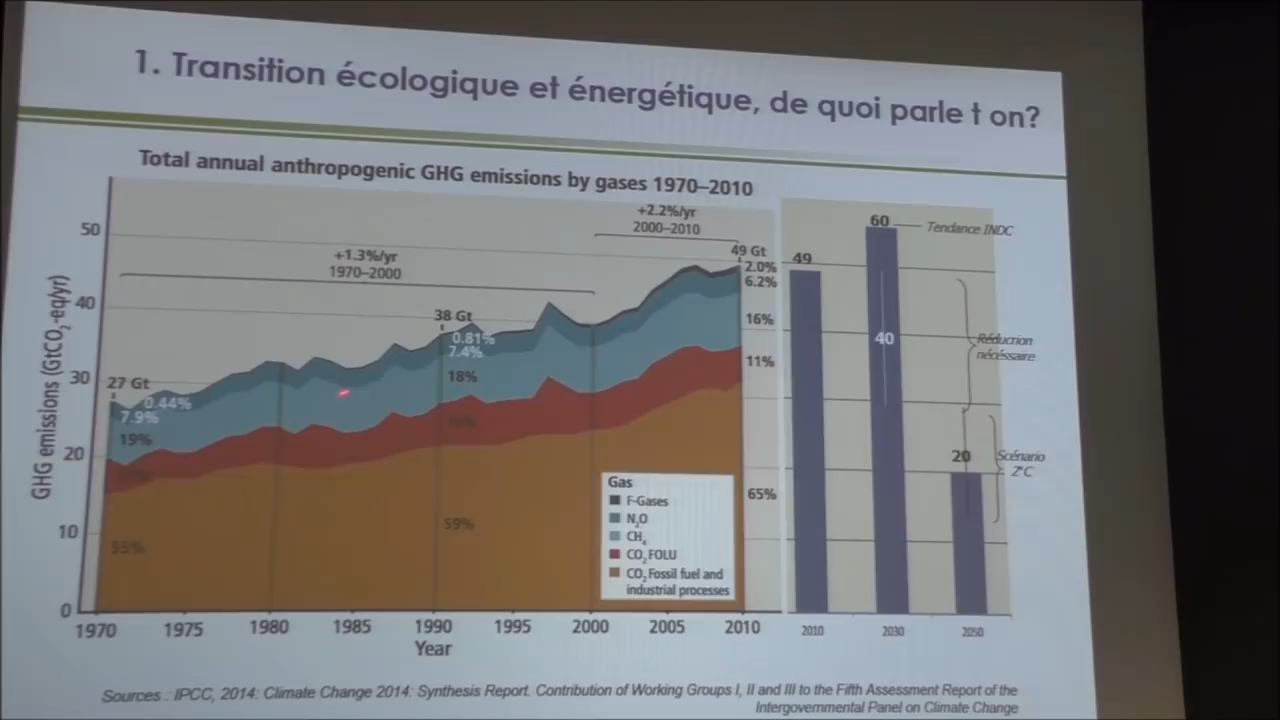 1. Transition écologique et énergétique, de quoi parle t on?
Total annual anthropogenic GHG emissions by gases 1970–2010
GHG emissions (GtCO2-eq/yr)
50
40
30
20
10
0
+1.3%/yr
1970–2000
+2.2%/yr
2000–2010
27 Gt
0.44%
7.9%
19%
55%
38 Gt
0.81%
7.4%
18%
59%
49 Gt
2.0%
6.2%
16%
11%
65%
Gas
F-Gases
N2O
CH4
CO2 FOLU
CO2 Fossil fuel and
industrial processes
1970
1975
1980
1985
1990
1995
2000
2005
2010
Year
49
60
Tendance INDC
40
Réduction
nécéssaire
20
Scénario
2°C
2010
2030
2050
Sources : IPCC, 2014: Climate Change 2014: Synthesis Report. Contribution of Working Groups I, II and III to the Fifth Assessment Report of the
Intergovernmental Panel on Climate Change